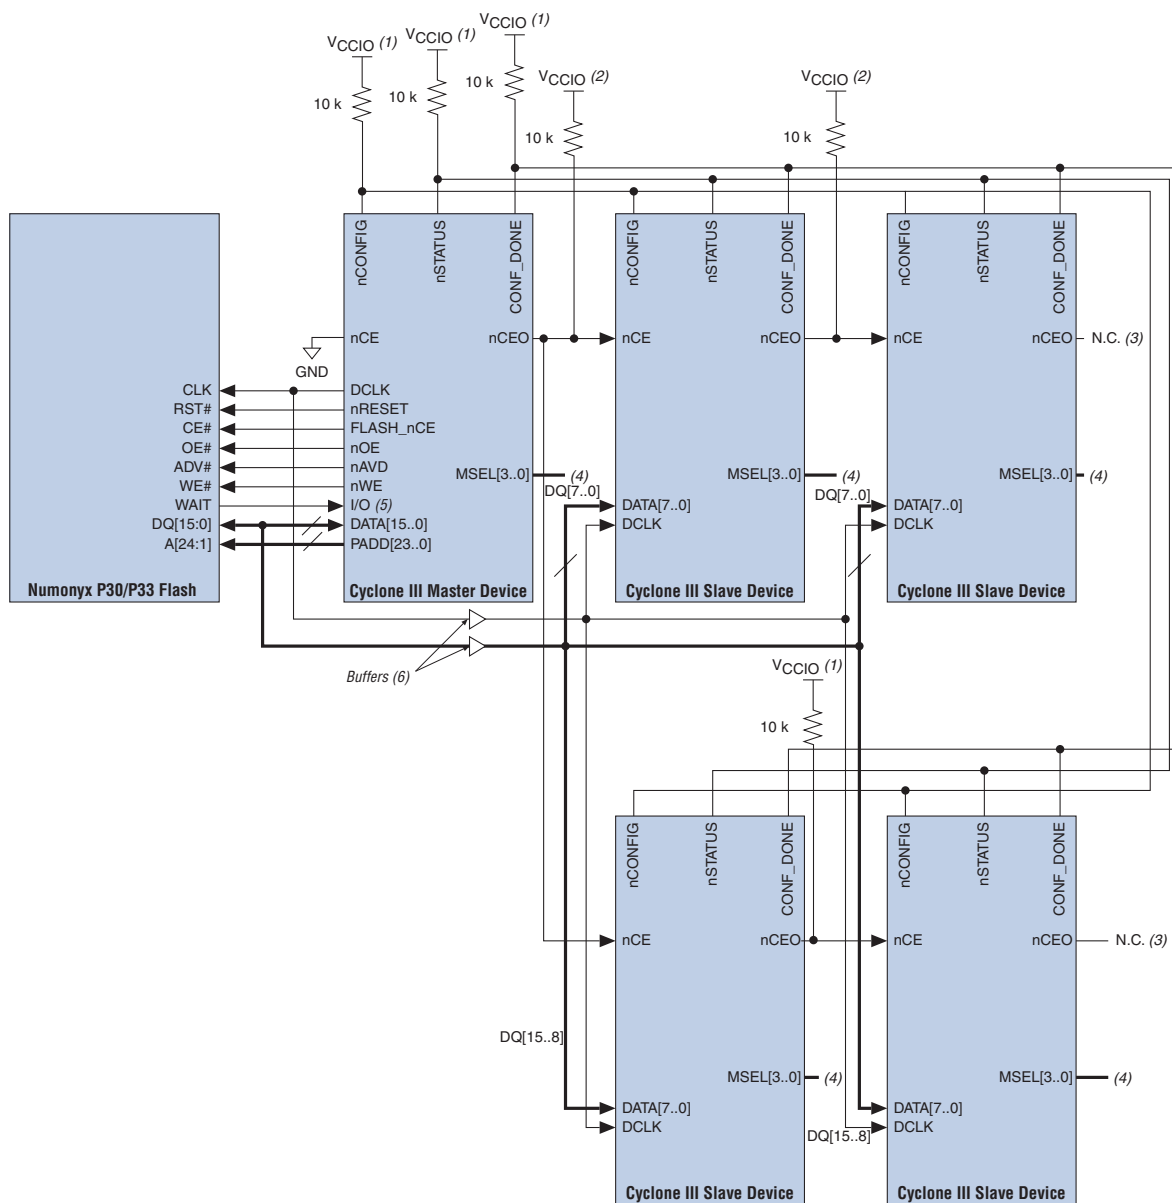 VCCIO (1)
VCCIO (1)
VCCIO (1)
VCCIO (2)
VCCIO (2)
10 k
10 k
10 k
10 k
10 k
nCONFIG
nSTATUS
CONF_DONE
nCONFIG
nSTATUS
CONF_DONE
nCONFIG
nSTATUS
CONF_DONE
nCE
nCEO
nCE
nCEO
nCE
nCEO
N.C. (3)
GND
CLK
DCLK
RST#
nRESET
CE#
FLASH_nCE
OE#
nOE
ADV#
nAVD
WE#
nWE
WAIT
I/O (5)
DQ[15:0]
DATA[15..0]
A[24:1]
PADD[23..0]
MSEL[3..0]
(4)
MSEL[3..0]
(4)
MSEL[3..0]
(4)
DQ[7..0]
DATA[7..0]
DCLK
DQ[7..0]
DATA[7..0]
DCLK
Numonyx P30/P33 Flash
Cyclone III Master Device
Cyclone III Slave Device
Cyclone III Slave Device
Buffers (6)
VCCIO (1)
10 k
nCONFIG
nSTATUS
CONF_DONE
nCONFIG
nSTATUS
CONF_DONE
nCE
nCEO
nCE
nCEO
N.C. (3)
DQ[15..8]
MSEL[3..0]
(4)
MSEL[3..0]
(4)
DATA[7..0]
DCLK
DQ[15..8]
DATA[7..0]
DCLK
Cyclone III Slave Device
Cyclone III Slave Device